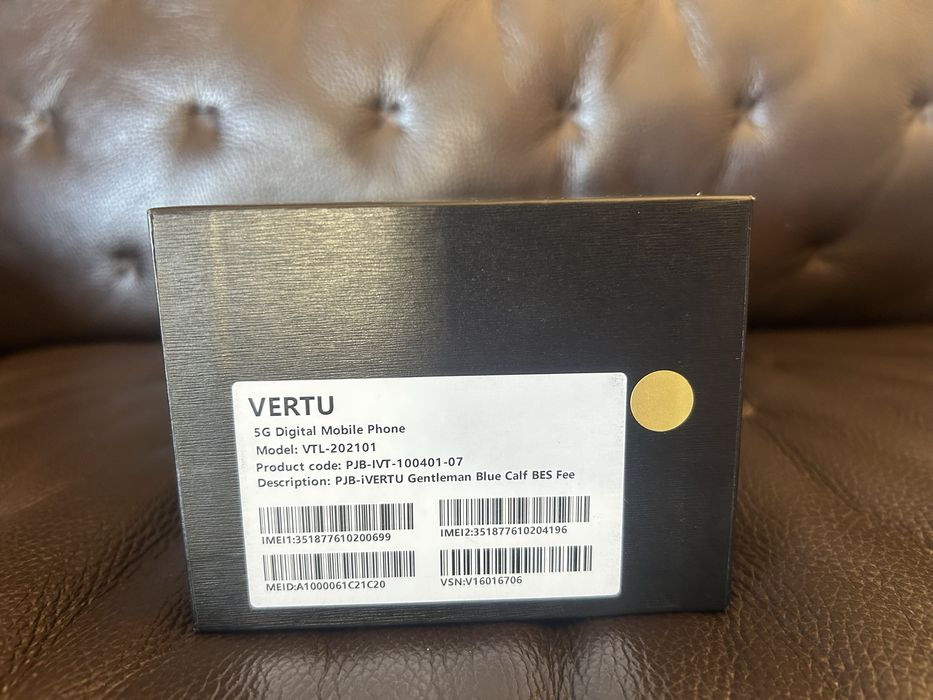 VERTU
5G Digital Mobile Phone
Model: VTL-202101
Product code: PJB-IVT-100401-07
Description: PJB-iVERTU Gentleman Blue Calf BES Fee
IMEI1:351877610200699
IMEI2:351877610204196
MEID:A1000061C21C20
VSN:V16016706